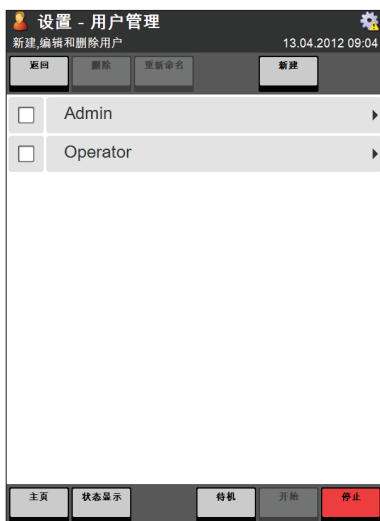 设置 - 用户管理
新建,编辑和删除用户 13.04.2012 09:04
返回 删除 重新命名 新建
Admin
Operator
主页 状态显示 待机 开始 停止